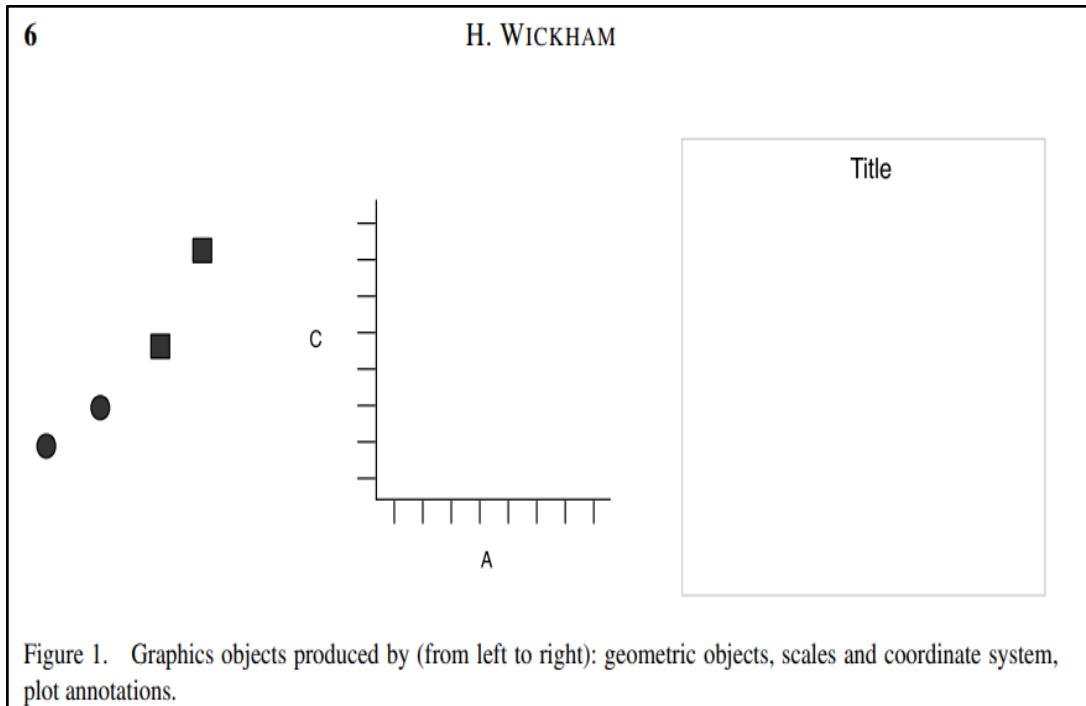 6 H. WICKHAM
Title
C
A
Figure 1. Graphics objects produced by (from left to right): geometric objects, scales and coordinate system,
plot annotations.